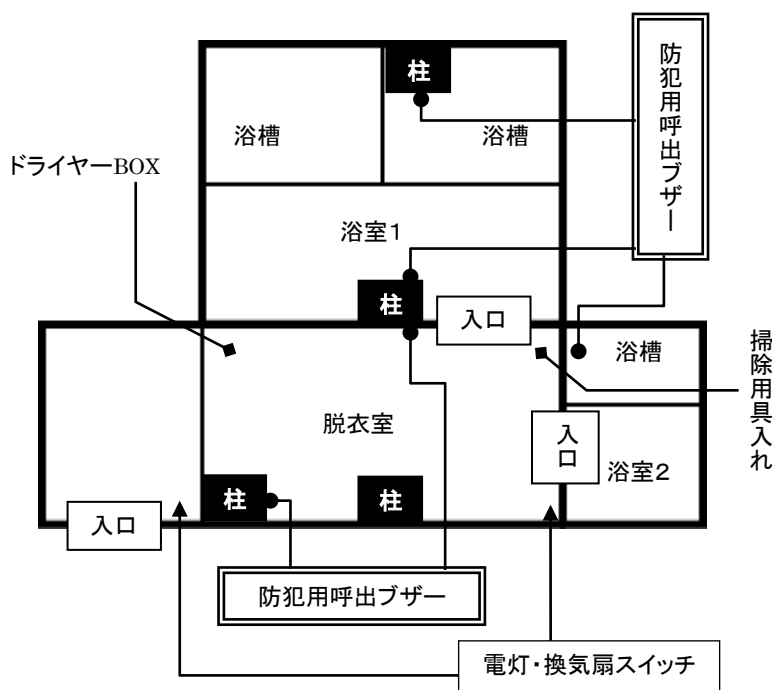 柱
防犯用呼出ブザー
浴槽
浴槽
ドライヤーBOX
浴室1
柱
入口
浴槽
掃除用具入れ
脱衣室
入口
浴室2
柱
柱
入口
防犯用呼出ブザー
電灯・換気扇スイッチ